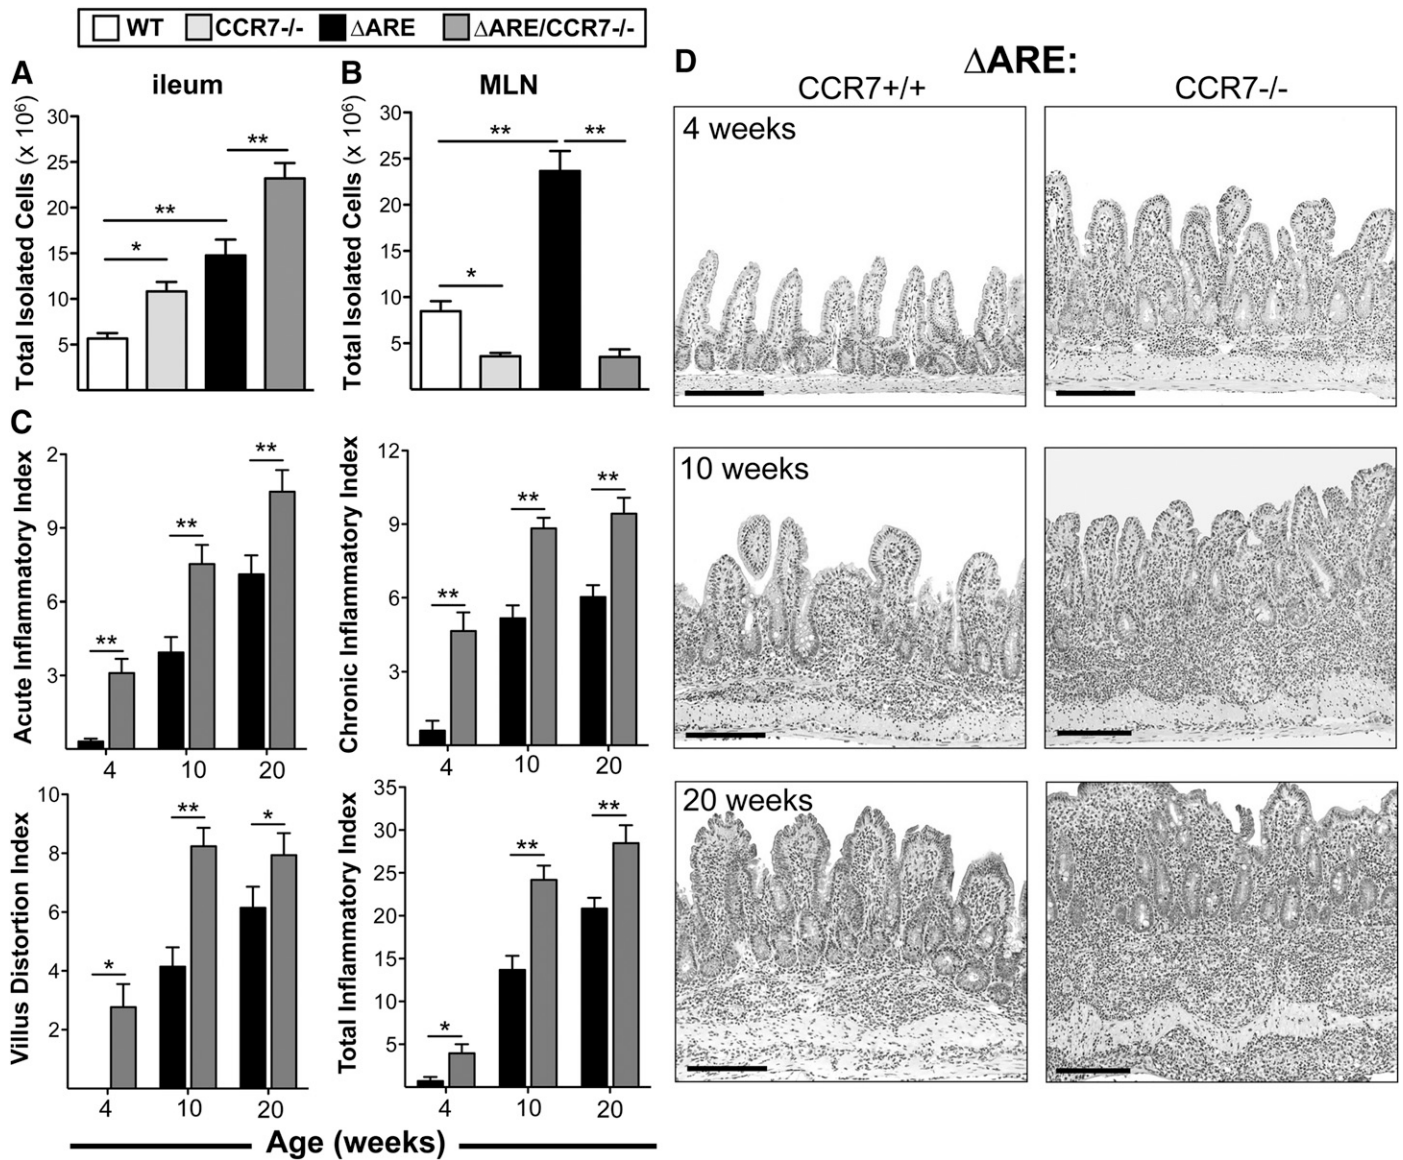 WT CCR7-/- ΔARE ΔARE/CCR7-/-
A
ileum
Total Isolated Cells (x 10⁶)
30
25
20
15
10
5
**
**
*
B
MLN
Total Isolated Cells (x 10⁶)
30
25
20
15
10
5
** **
*
C
Acute Inflammatory Index
2
9
6
3
**
**
**
4 10 20
Chronic Inflammatory Index
12
9
6
3
**
**
**
4 10 20
Villus Distortion Index
10
8
6
4
2
*
**
*
4 10 20
Total Inflammatory Index
35
30
25
20
15
10
5
*
**
**
4 10 20
Age (weeks)
D
ΔARE:
CCR7+/+ CCR7-/-
4 weeks
10 weeks
20 weeks